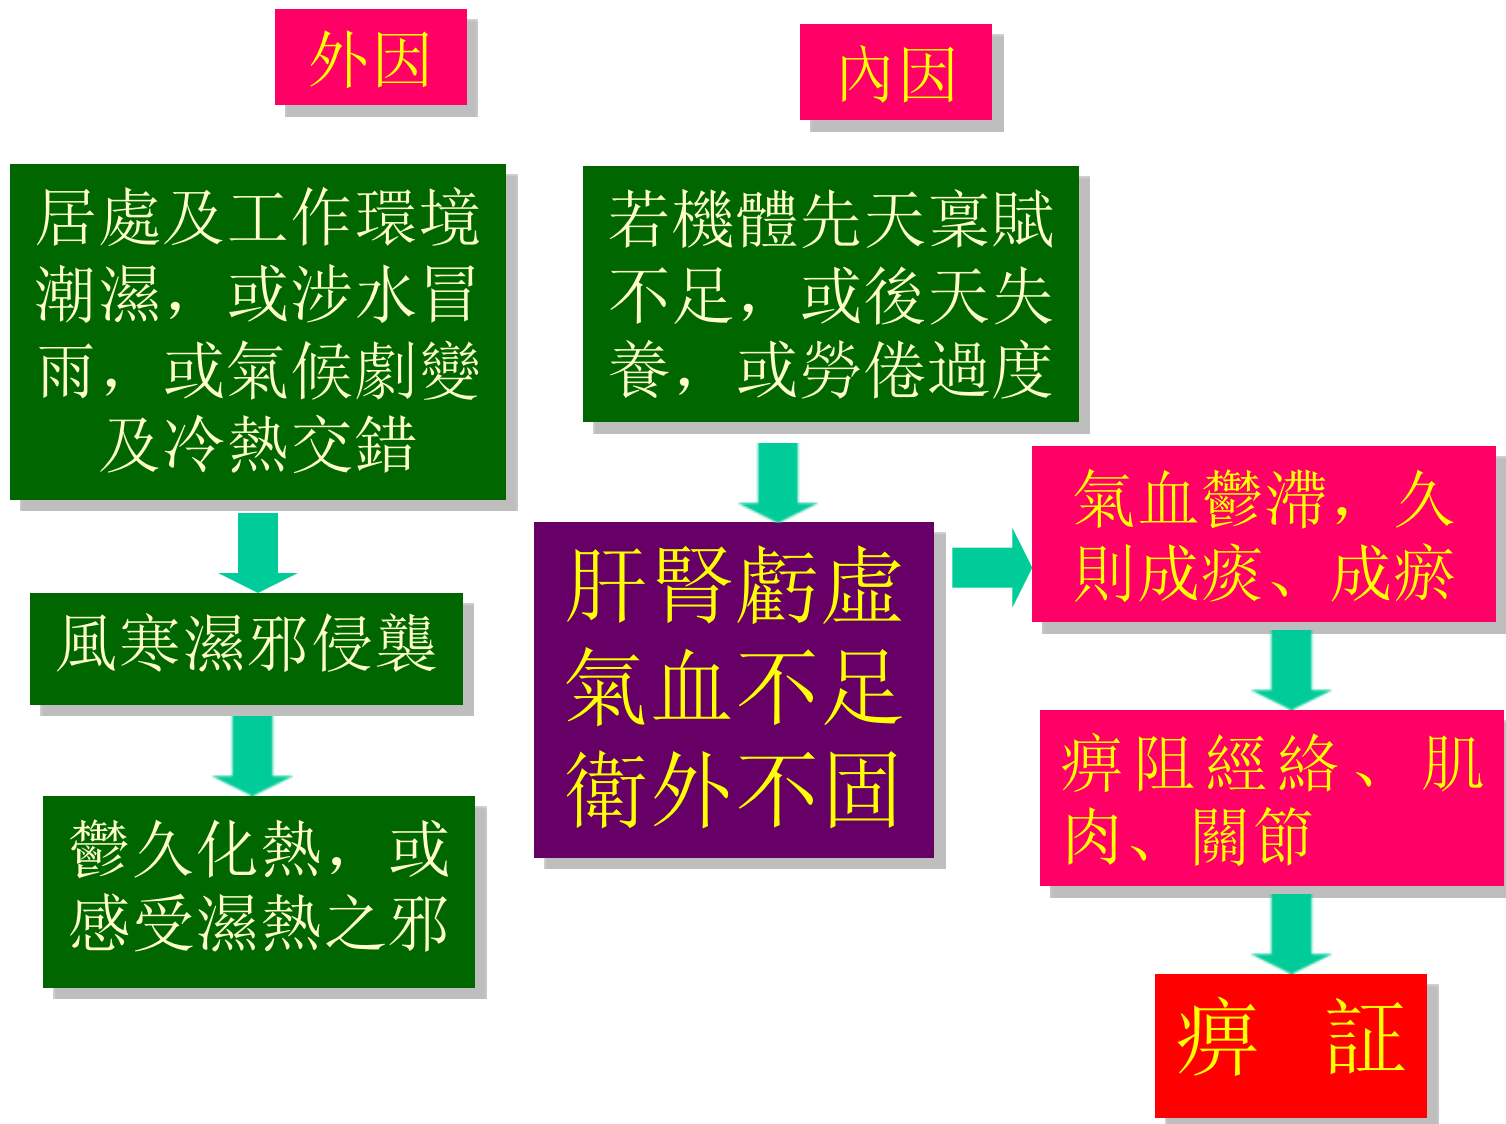 外因
居處及工作環境
潮濕，或涉水冒
雨，或氣候劇變
及冷熱交錯
風寒濕邪侵襲
鬱久化熱，或
感受濕熱之邪
內因
若機體先天稟賦
不足，或後天失
養，或勞倦過度
肝腎虧虛
氣血不足
衛外不固
氣血鬱滯，久
則成痰、成瘀
痹阻經絡、肌
肉、關節
痹 証